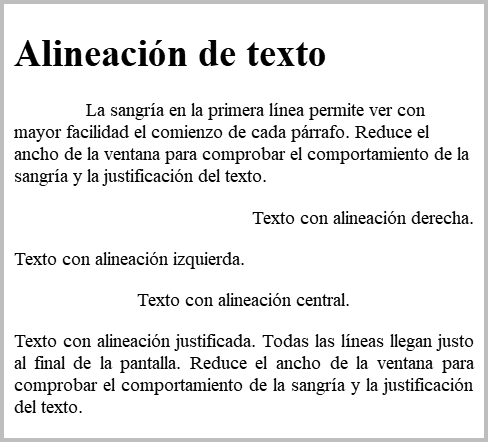 Alineación de texto
La sangría en la primera línea permite ver con
mayor facilidad el comienzo de cada párrafo. Reduce el
ancho de la ventana para comprobar el comportamiento de la
sangría y la justificación del texto.
Texto con alineación derecha.
Texto con alineación izquierda.
Texto con alineación central.
Texto con alineación justificada. Todas las líneas llegan justo
al final de la pantalla. Reduce el ancho de la ventana para
comprobar el comportamiento de la sangría y la justificación
del texto.